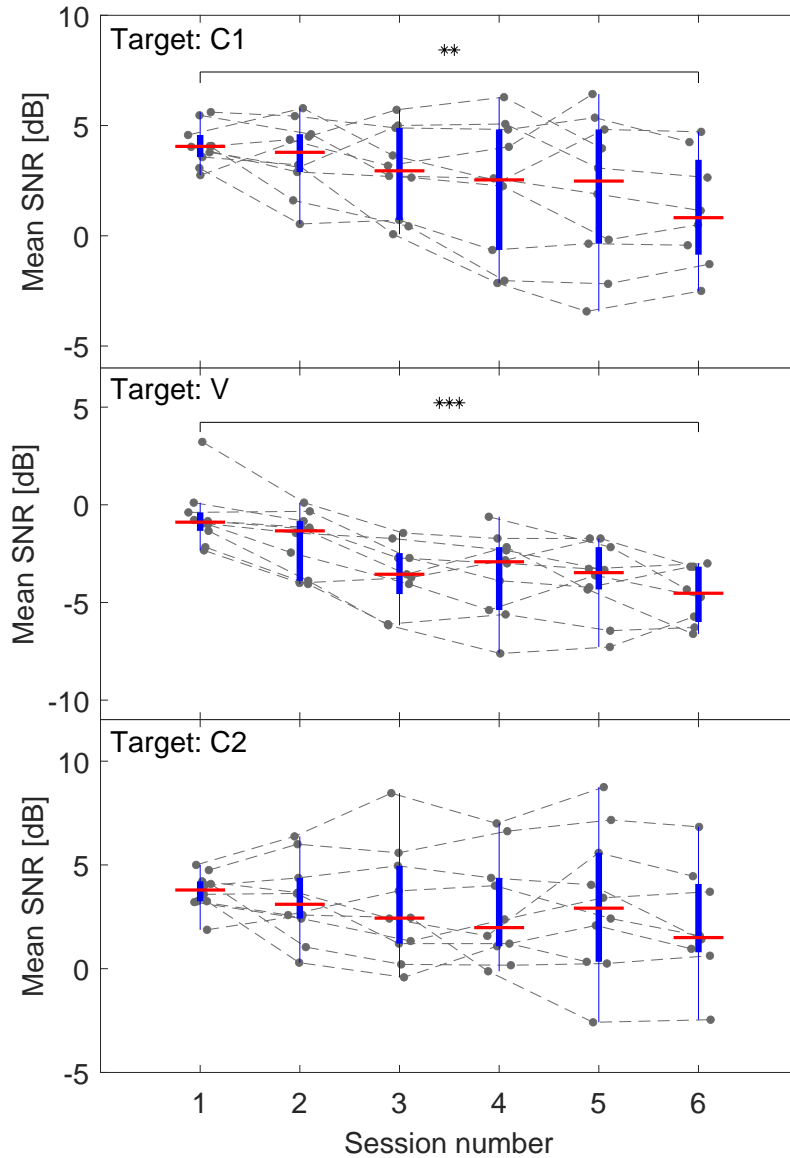 10
Target: C1
**
5
0
-5
Mean SNR [dB]
Target: V
***
5
0
-5
-10
Mean SNR [dB]
10
Target: C2
5
0
-5
Mean SNR [dB]
1 2 3 4 5 6
Session number